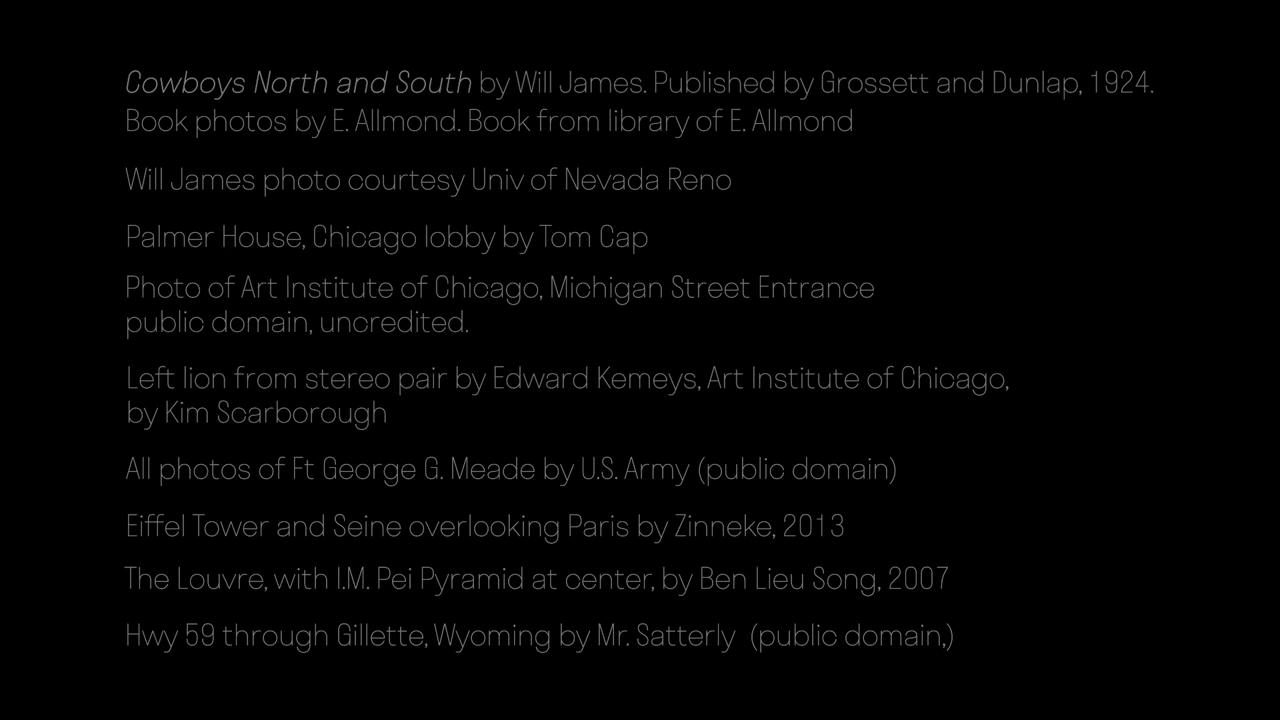 Cowboys North and South by Will James. Published by Grossett and Dunlap, 1924.
Book photos by E. Allmond. Book from library of E. Allmond
Will James photo courtesy Univ of Nevada Reno
Palmer House, Chicago lobby by Tom Cap
Photo of Art Institute of Chicago, Michigan Street Entrance
public domain, uncredited.
Left lion from stereo pair by Edward Kemeys, Art Institute of Chicago,
by Kim Scarborough
All photos of Ft George G. Meade by U.S. Army (public domain)
Eiffel Tower and Seine overlooking Paris by Zinneke, 2013
The Louvre, with I.M. Pei Pyramid at center, by Ben Lieu Song, 2007
Hwy 59 through Gillette, Wyoming by Mr. Satterly (public domain,)